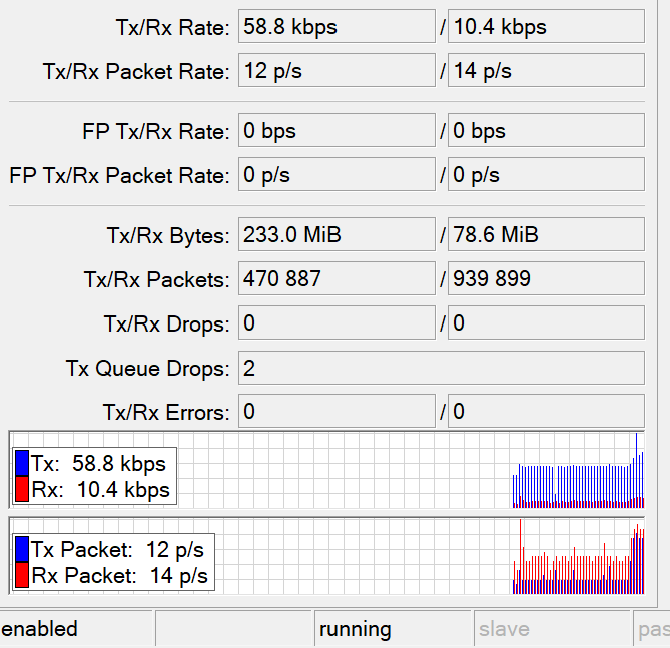 Tx/Rx Rate: 58.8 kbps / 10.4 kbps
Tx/Rx Packet Rate: 12 p/s / 14 p/s
FP Tx/Rx Rate: 0 bps / 0 bps
FP Tx/Rx Packet Rate: 0 p/s / 0 p/s
Tx/Rx Bytes: 233.0 MiB / 78.6 MiB
Tx/Rx Packets: 470 887 / 939 899
Tx/Rx Drops: 0 / 0
Tx Queue Drops: 2
Tx/Rx Errors: 0 / 0
Tx: 58.8 kbps
Rx: 10.4 kbps
Tx Packet: 12 p/s
Rx Packet: 14 p/s
enabled running slave pas